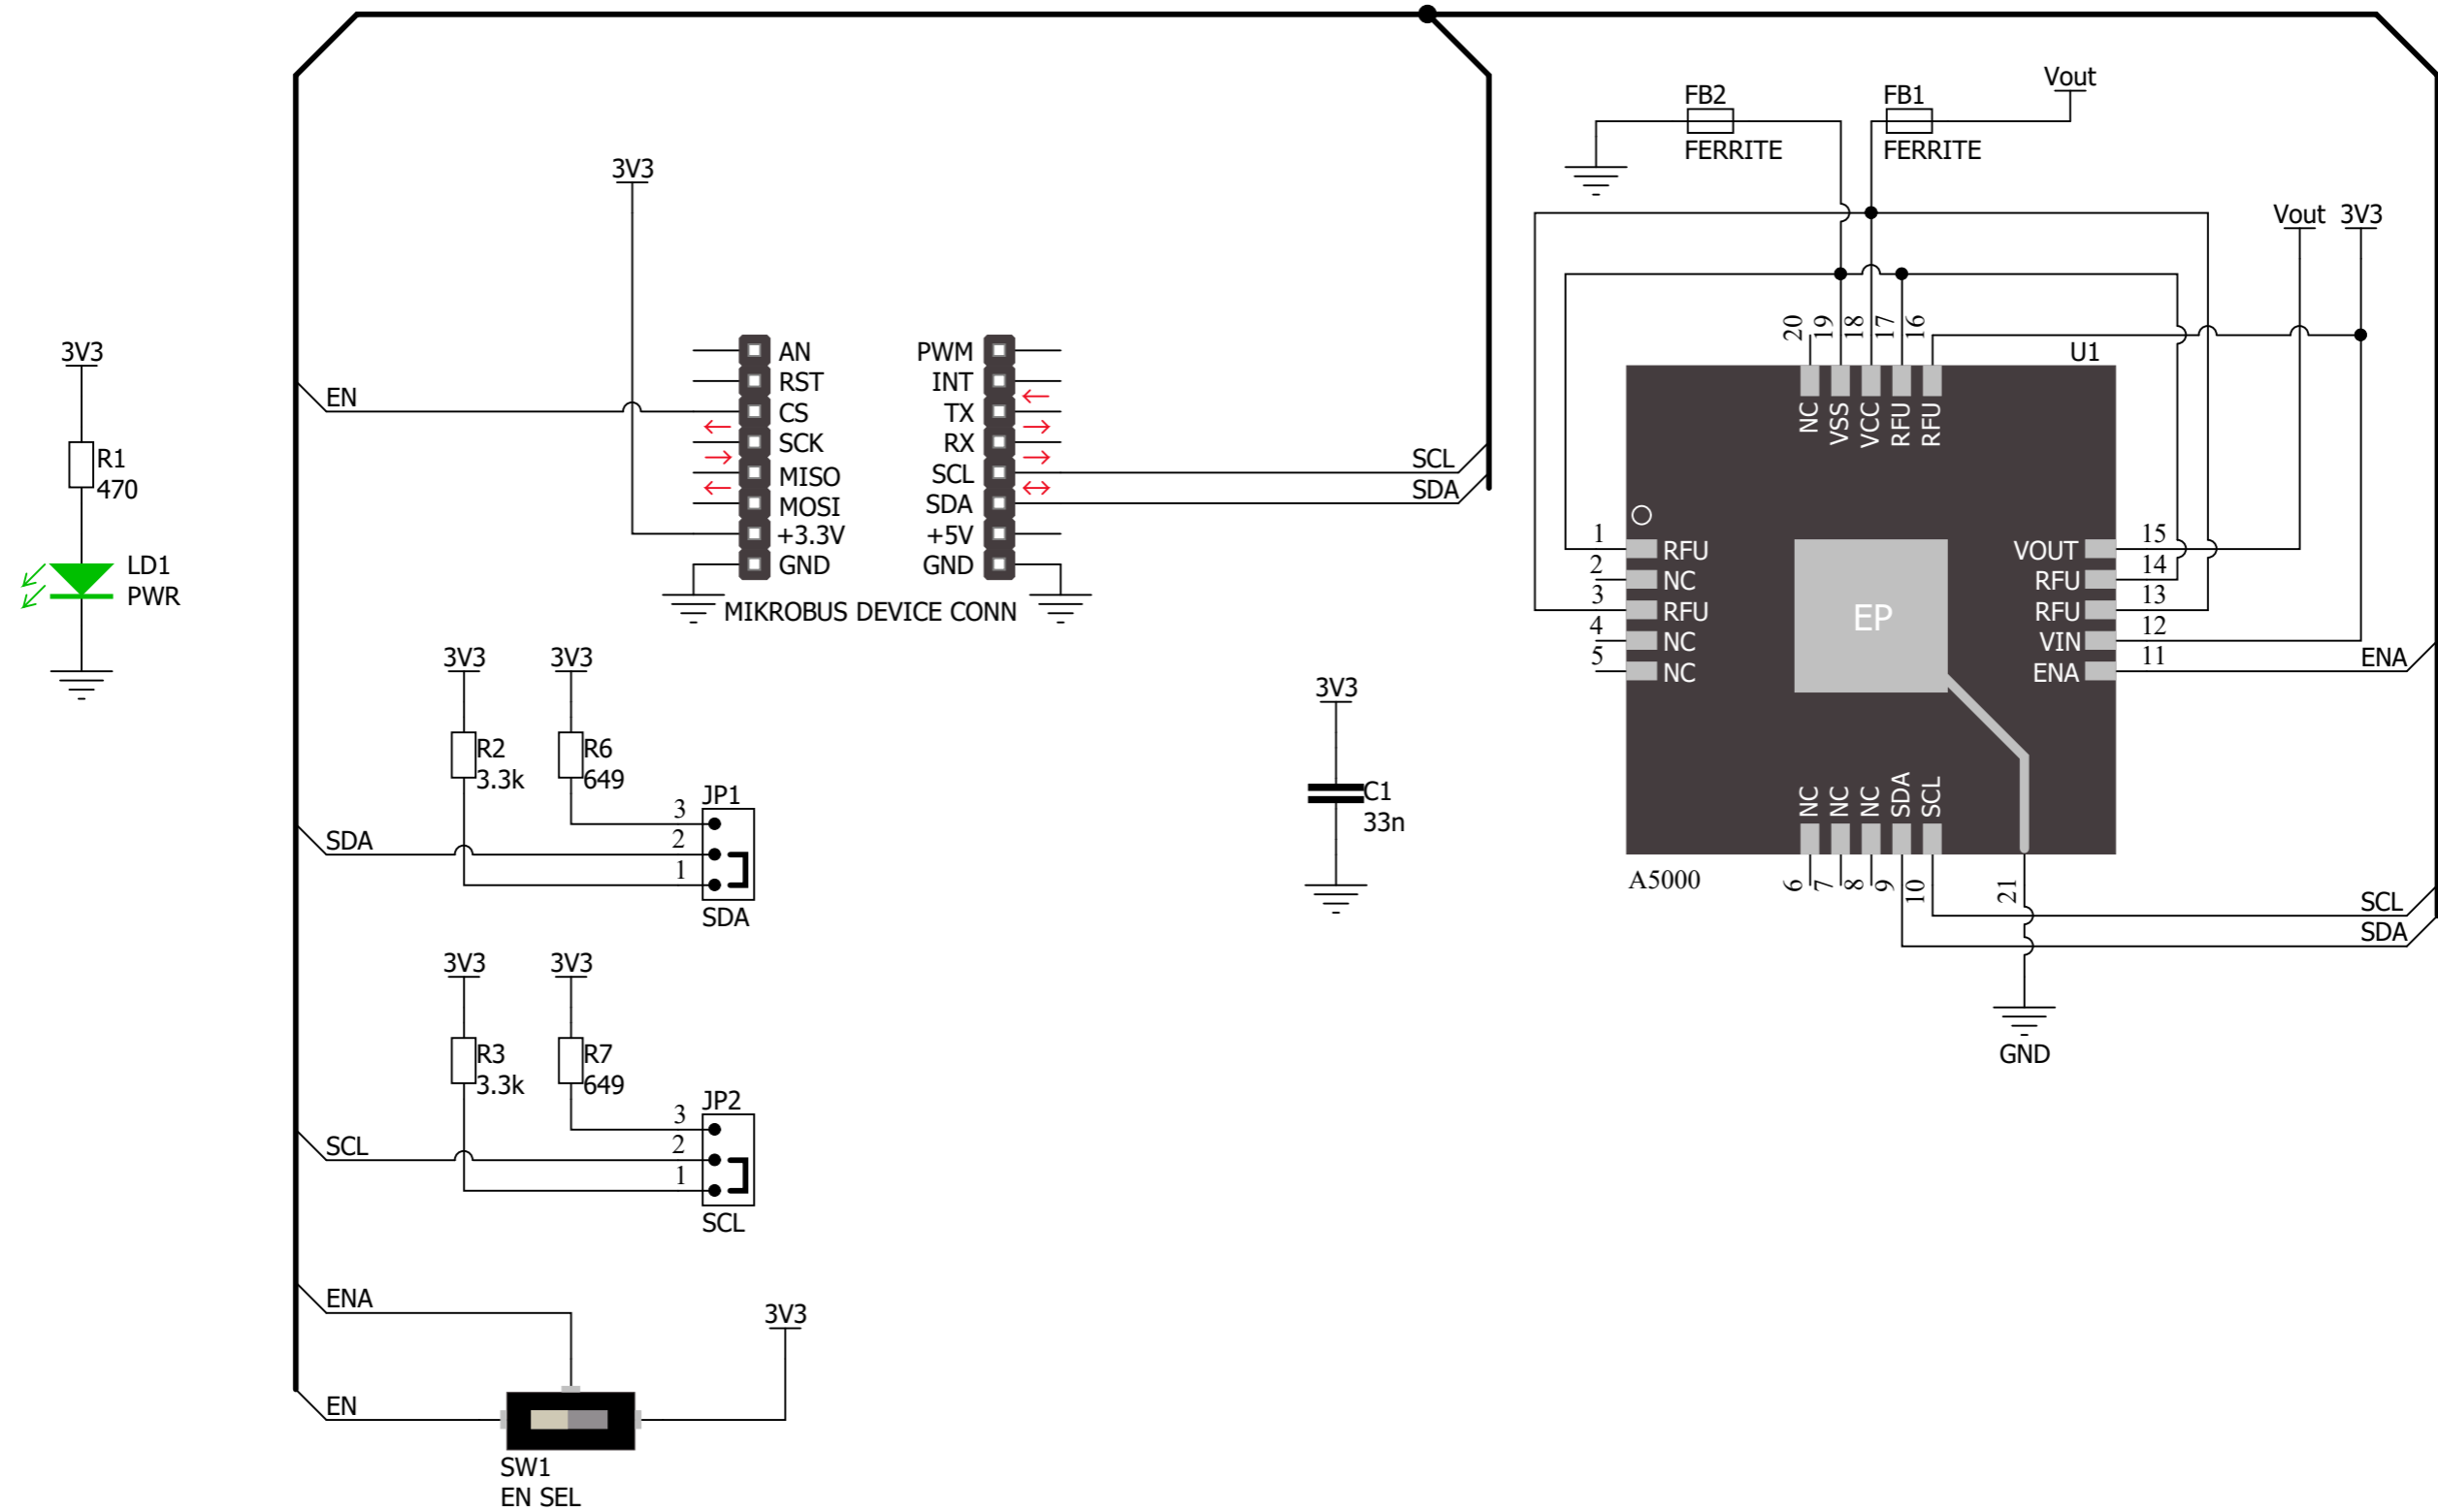 3V3
R1
470
LD1
PWR
EN
3V3
AN
RST
CS
SCK
MISO
MOSI
+3.3V
GND
PWM
INT
TX
RX
SCL
SDA
+5V
GND
MIKROBUS DEVICE CONN
SCL
SDA
3V3
3V3
R2
3.3k
R6
649
JP1
3
2
1
SDA
SDA
3V3
3V3
R3
3.3k
R7
649
JP2
3
2
1
SCL
SCL
ENA
3V3
EN
SW1
EN SEL
3V3
C1
33n
FB2
FERRITE
FB1
FERRITE
Vout
Vout
3V3
U1
20
19
18
17
16
NC
VSS
VCC
RFU
RFU
1
RFU
2
NC
3
RFU
4
NC
5
NC
EP
VOUT
15
RFU
14
RFU
13
VIN
12
ENA
11
ENA
NC
NC
NC
SDA
SCL
A5000
6
7
8
9
10
21
SCL
SDA
GND